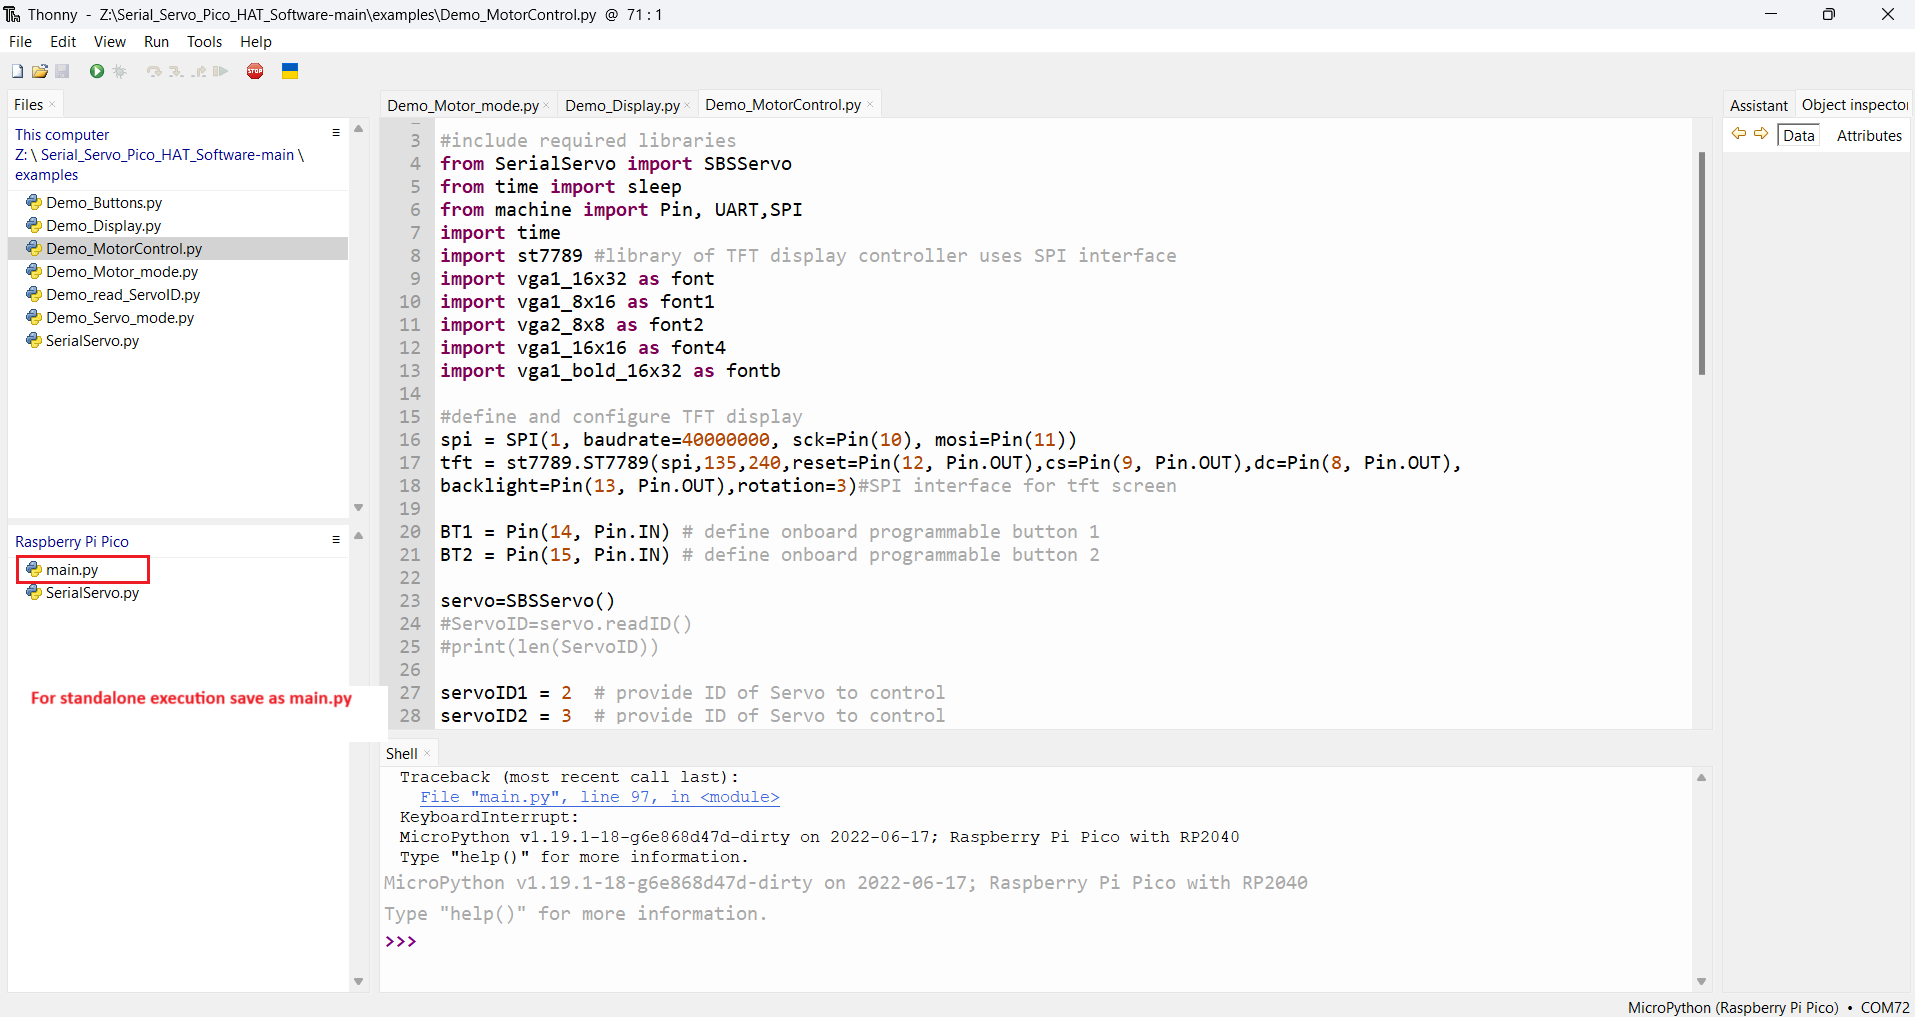 Thonny - Z:\Serial_Servo_Pico_HAT_Software-main\examples\Demo_MotorControl.py @ 71 : 1
File Edit View Run Tools Help
STOP
Files
This computer
Z: \ Serial_Servo_Pico_HAT_Software-main \
examples
Demo_Buttons.py
Demo_Display.py
Demo_MotorControl.py
Demo_Motor_mode.py
Demo_read_ServoID.py
Demo_Servo_mode.py
SerialServo.py
Raspberry Pi Pico
main.py
SerialServo.py
For standalone execution save as main.py
Demo_Motor_mode.py Demo_Display.py Demo_MotorControl.py
3 #include required libraries
4 from SerialServo import SBSServo
5 from time import sleep
6 from machine import Pin, UART,SPI
7 import time
8 import st7789 #library of TFT display controller uses SPI interface
9 import vga1_16x32 as font
10 import vga1_8x16 as font1
11 import vga2_8x8 as font2
12 import vga1_16x16 as font4
13 import vga1_bold_16x32 as fontb
14
15 #define and configure TFT display
16 spi = SPI(1, baudrate=40000000, sck=Pin(10), mosi=Pin(11))
17 tft = st7789.ST7789(spi,135,240,reset=Pin(12, Pin.OUT),cs=Pin(9, Pin.OUT),dc=Pin(8, Pin.OUT),
18 backlight=Pin(13, Pin.OUT),rotation=3)#SPI interface for tft screen
19
20 BT1 = Pin(14, Pin.IN) # define onboard programmable button 1
21 BT2 = Pin(15, Pin.IN) # define onboard programmable button 2
22
23 servo=SBSServo()
24 #ServoID=servo.readID()
25 #print(len(ServoID))
26
27 servoID1 = 2 # provide ID of Servo to control
28 servoID2 = 3 # provide ID of Servo to control
Shell
Traceback (most recent call last):
File "main.py", line 97, in <module>
KeyboardInterrupt:
MicroPython v1.19.1-18-g6e868d47d-dirty on 2022-06-17; Raspberry Pi Pico with RP2040
Type "help()" for more information.
MicroPython v1.19.1-18-g6e868d47d-dirty on 2022-06-17; Raspberry Pi Pico with RP2040
Type "help()" for more information.
>>>
Assistant Object inspector
Data Attributes
MicroPython (Raspberry Pi Pico) • COM72